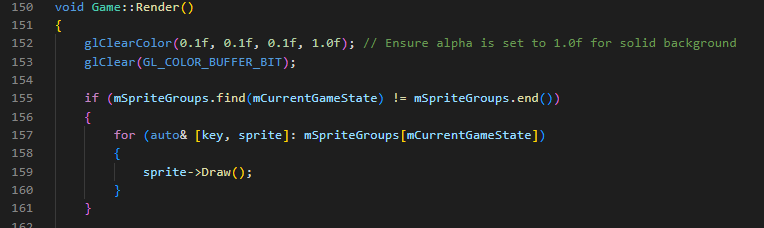 150 void Game::Render()
151 {
152     glClearColor(0.1f, 0.1f, 0.1f, 1.0f); // Ensure alpha is set to 1.0f for solid background
153     glClear(GL_COLOR_BUFFER_BIT);
154
155     if (mSpriteGroups.find(mCurrentGameState) != mSpriteGroups.end())
156     {
157         for (auto& [key, sprite]: mSpriteGroups[mCurrentGameState])
158         {
159             sprite->Draw();
160         }
161     }
162